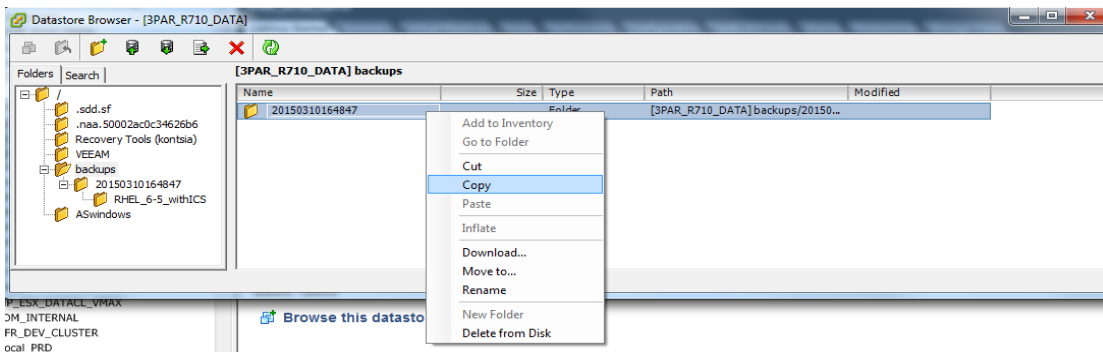 Datastore Browser - [3PAR_R710_DATA]
Folders Search
[3PAR_R710_DATA] backups
Name Size Type Path Modified
20150310164847 Folder [3PAR_R710_DATA] backups/20150...
/
.sdd.sf
.naa.50002ac0c34626b6
Recovery Tools (kontsia)
VEEAM
backups
20150310164847
RHEL_6-5_withICS
ASwindows
Add to Inventory
Go to Folder
Cut
Copy
Paste
Inflate
Download...
Move to...
Rename
New Folder
Delete from Disk
P_ESX_DATACL_VMAX
OM_INTERNAL
FR_DEV_CLUSTER
ocal PRD
Browse this datasto